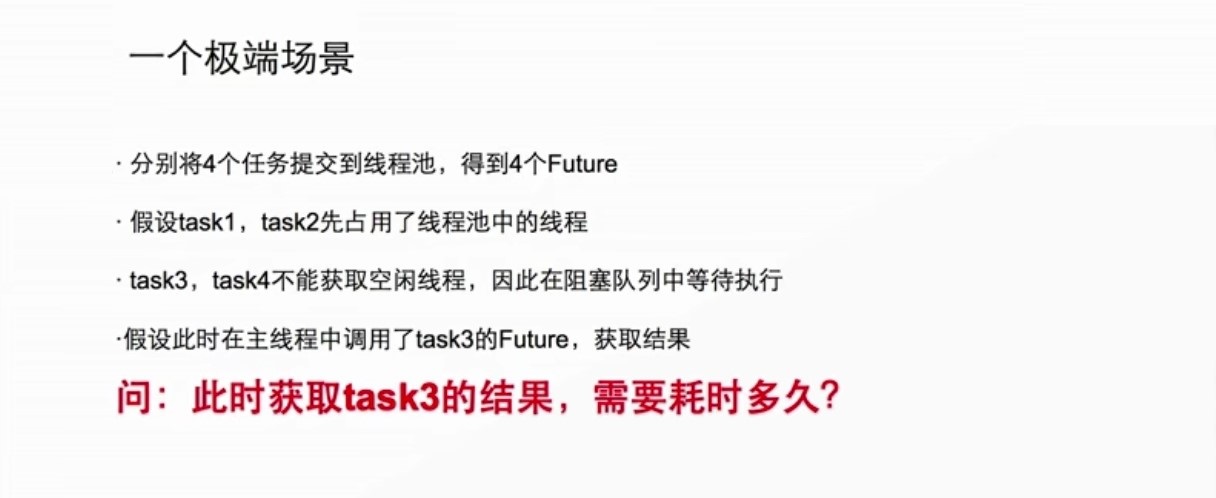 一个极端场景
· 分别将4个任务提交到线程池，得到4个Future
· 假设task1，task2先占用了线程池中的线程
· task3，task4不能获取空闲线程，因此在阻塞队列中等待执行
·假设此时在主线程中调用了task3的Future，获取结果
问：此时获取task3的结果，需要耗时多久？